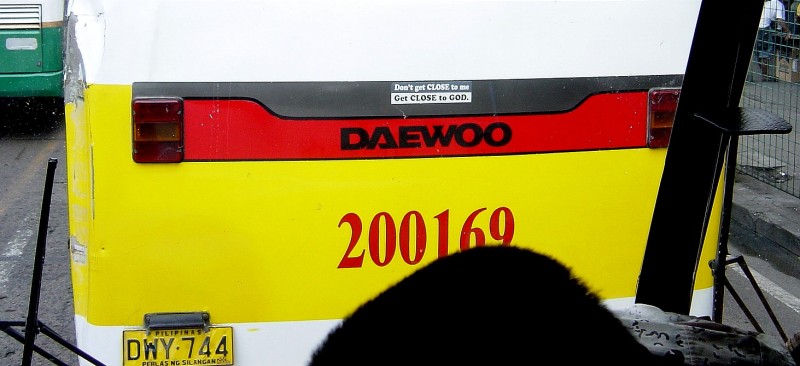 Don't get CLOSE to me
Get CLOSE to GOD.
DAEWOO
200169
PILIPINAS
DWY·744
PERLAS NG SILANGAN